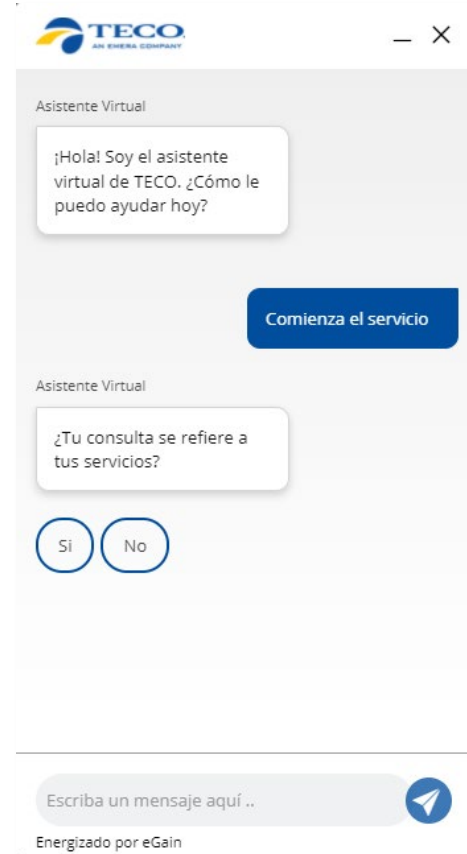 TECO.
AN EMERA COMPANY
Asistente Virtual
¡Hola! Soy el asistente
virtual de TECO. ¿Cómo le
puedo ayudar hoy?
Comienza el servicio
Asistente Virtual
¿Tu consulta se refiere a
tus servicios?
Si No
Escriba un mensaje aquí ..
Energizado por eGain